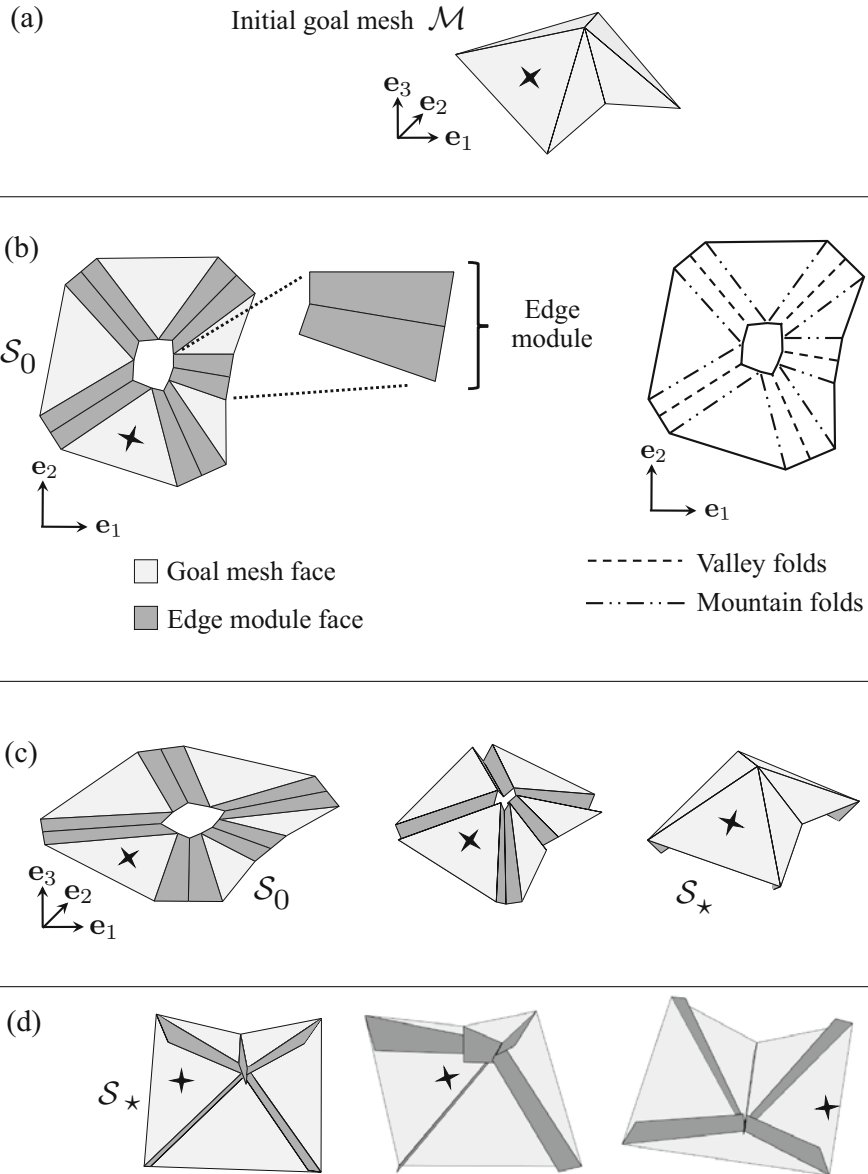 (a)
Initial goal mesh ℳ
e₃
e₂
e₁
(b)
𝒮₀
Edge
module
e₂
e₁
e₂
e₁
Goal mesh face
Edge module face
Valley folds
Mountain folds
(c)
e₃
e₂
e₁
𝒮₀
𝒮⋆
(d)
𝒮⋆